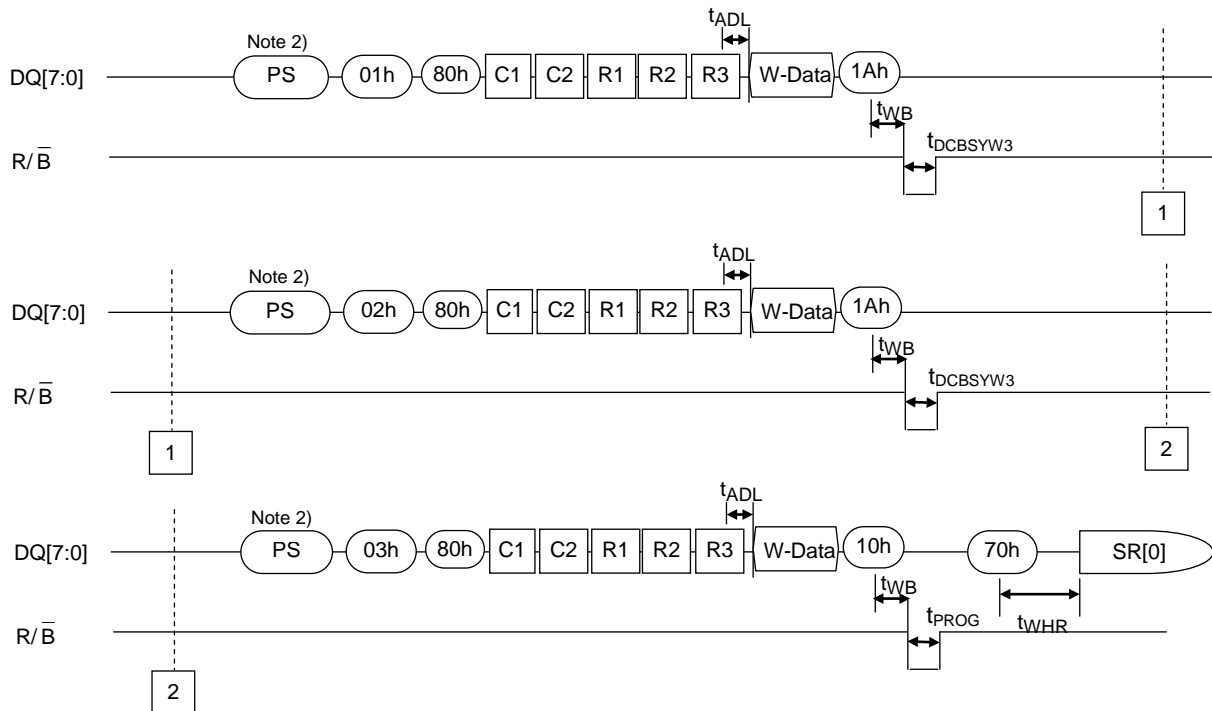 tADL
Note 2)
DQ[7:0] PS 01h 80h C1 C2 R1 R2 R3 W-Data 1Ah
tWB
tDCBSYW3
R/B̅
1
tADL
Note 2)
DQ[7:0] PS 02h 80h C1 C2 R1 R2 R3 W-Data 1Ah
tWB
tDCBSYW3
R/B̅
1 2
tADL
Note 2)
DQ[7:0] PS 03h 80h C1 C2 R1 R2 R3 W-Data 10h 70h SR[0]
tWB
tPROG tWHR
R/B̅
2